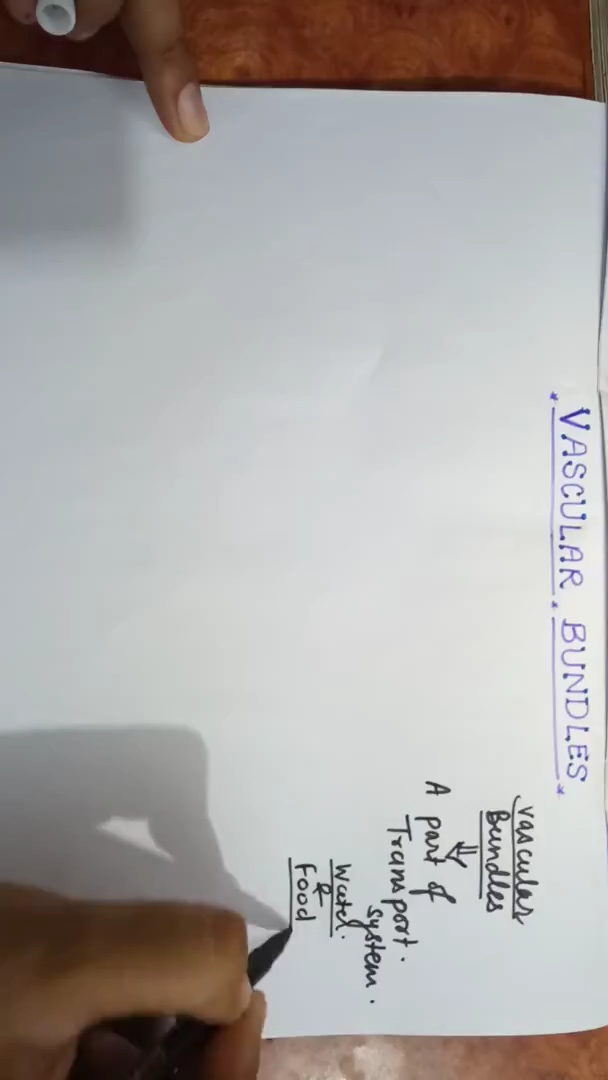 VASCULAR BUNDLES
Vascular
Bundles
A part of
Transport
system.
Water
&
Food